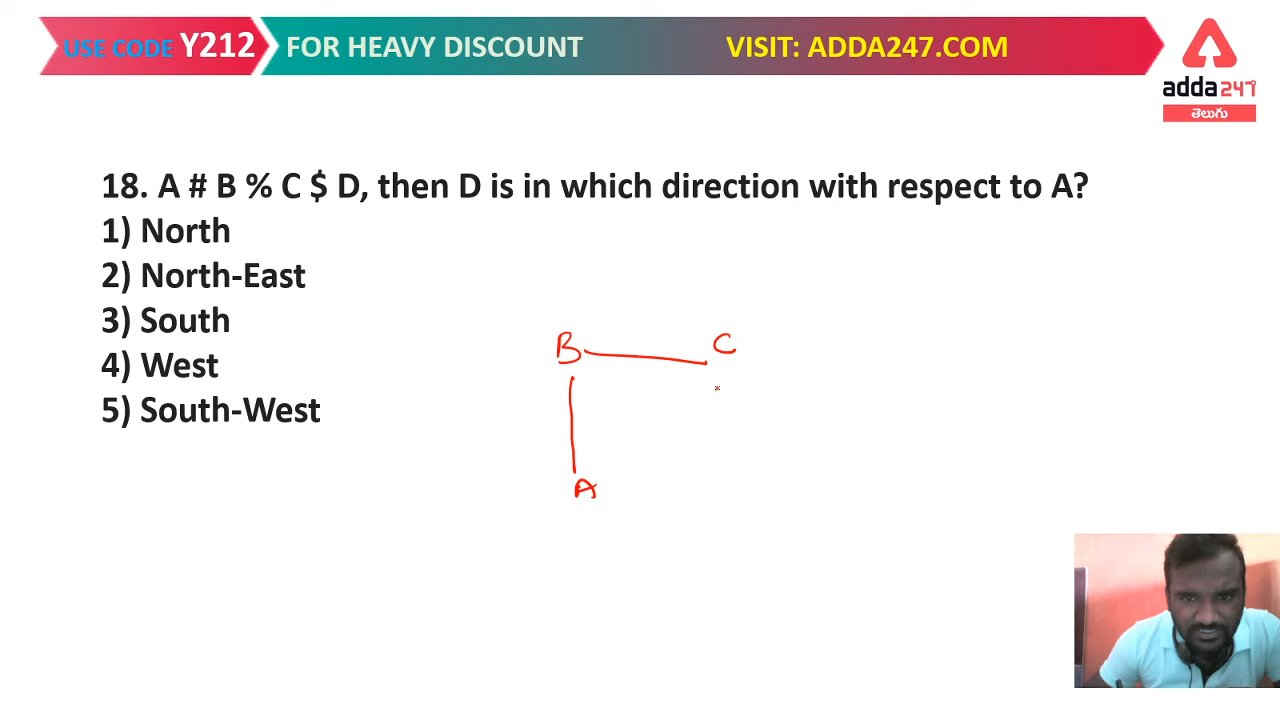 USE CODE Y212 FOR HEAVY DISCOUNT VISIT: ADDA247.COM
adda247
తెలుగు
18. A # B % C $ D, then D is in which direction with respect to A?
1) North
2) North-East
3) South
4) West
5) South-West
B C
A